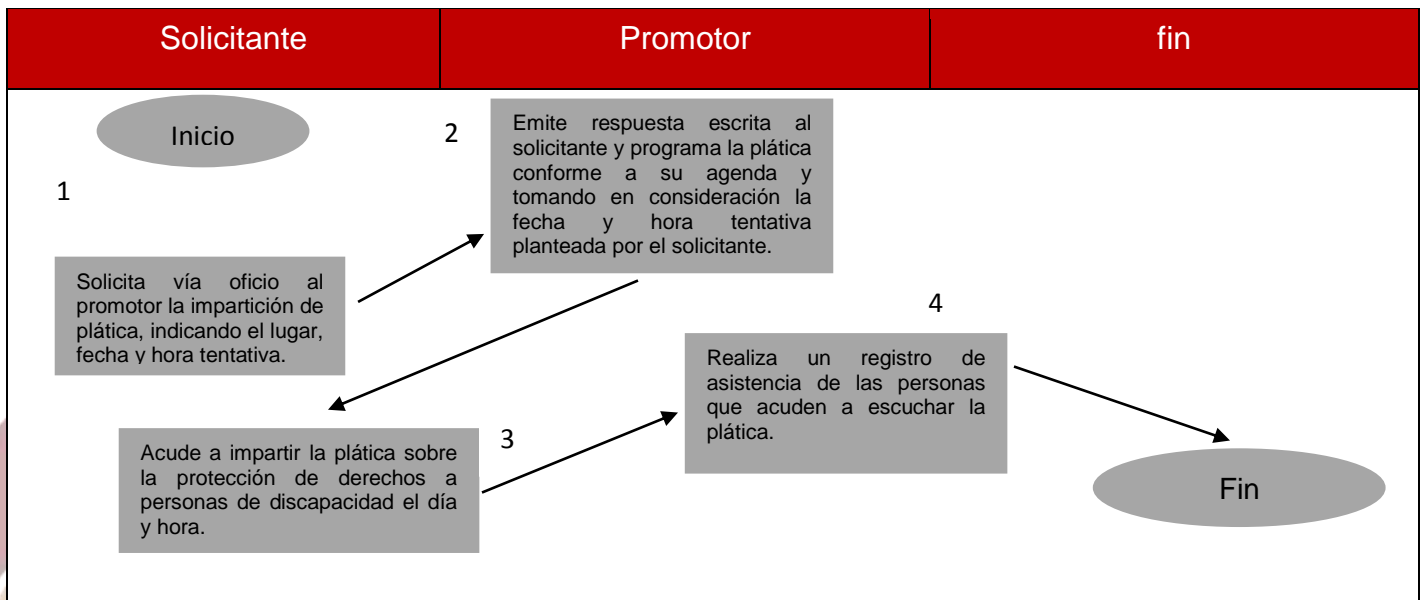 Solicitante
Promotor
fin
Inicio
1
Solicita vía oficio al
promotor la impartición de
plática, indicando el lugar,
fecha y hora tentativa.
2
Emite respuesta escrita al
solicitante y programa la plática
conforme a su agenda y
tomando en consideración la
fecha y hora tentativa
planteada por el solicitante.
Acude a impartir la plática sobre
la protección de derechos a
personas de discapacidad el día
y hora.
3
4
Realiza un registro de
asistencia de las personas
que acuden a escuchar la
plática.
Fin